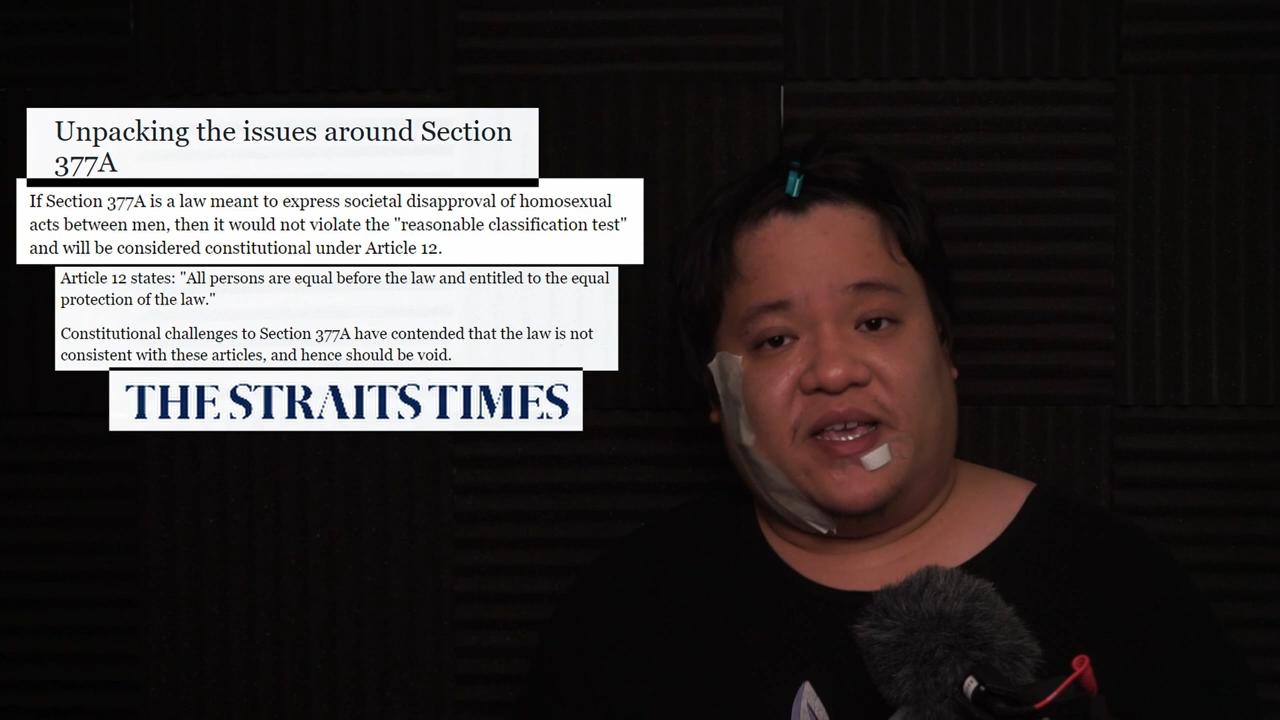 Unpacking the issues around Section
377A
If Section 377A is a law meant to express societal disapproval of homosexual
acts between men, then it would not violate the "reasonable classification test"
and will be considered constitutional under Article 12.
Article 12 states: "All persons are equal before the law and entitled to the equal
protection of the law."
Constitutional challenges to Section 377A have contended that the law is not
consistent with these articles, and hence should be void.
THE STRAITS TIMES